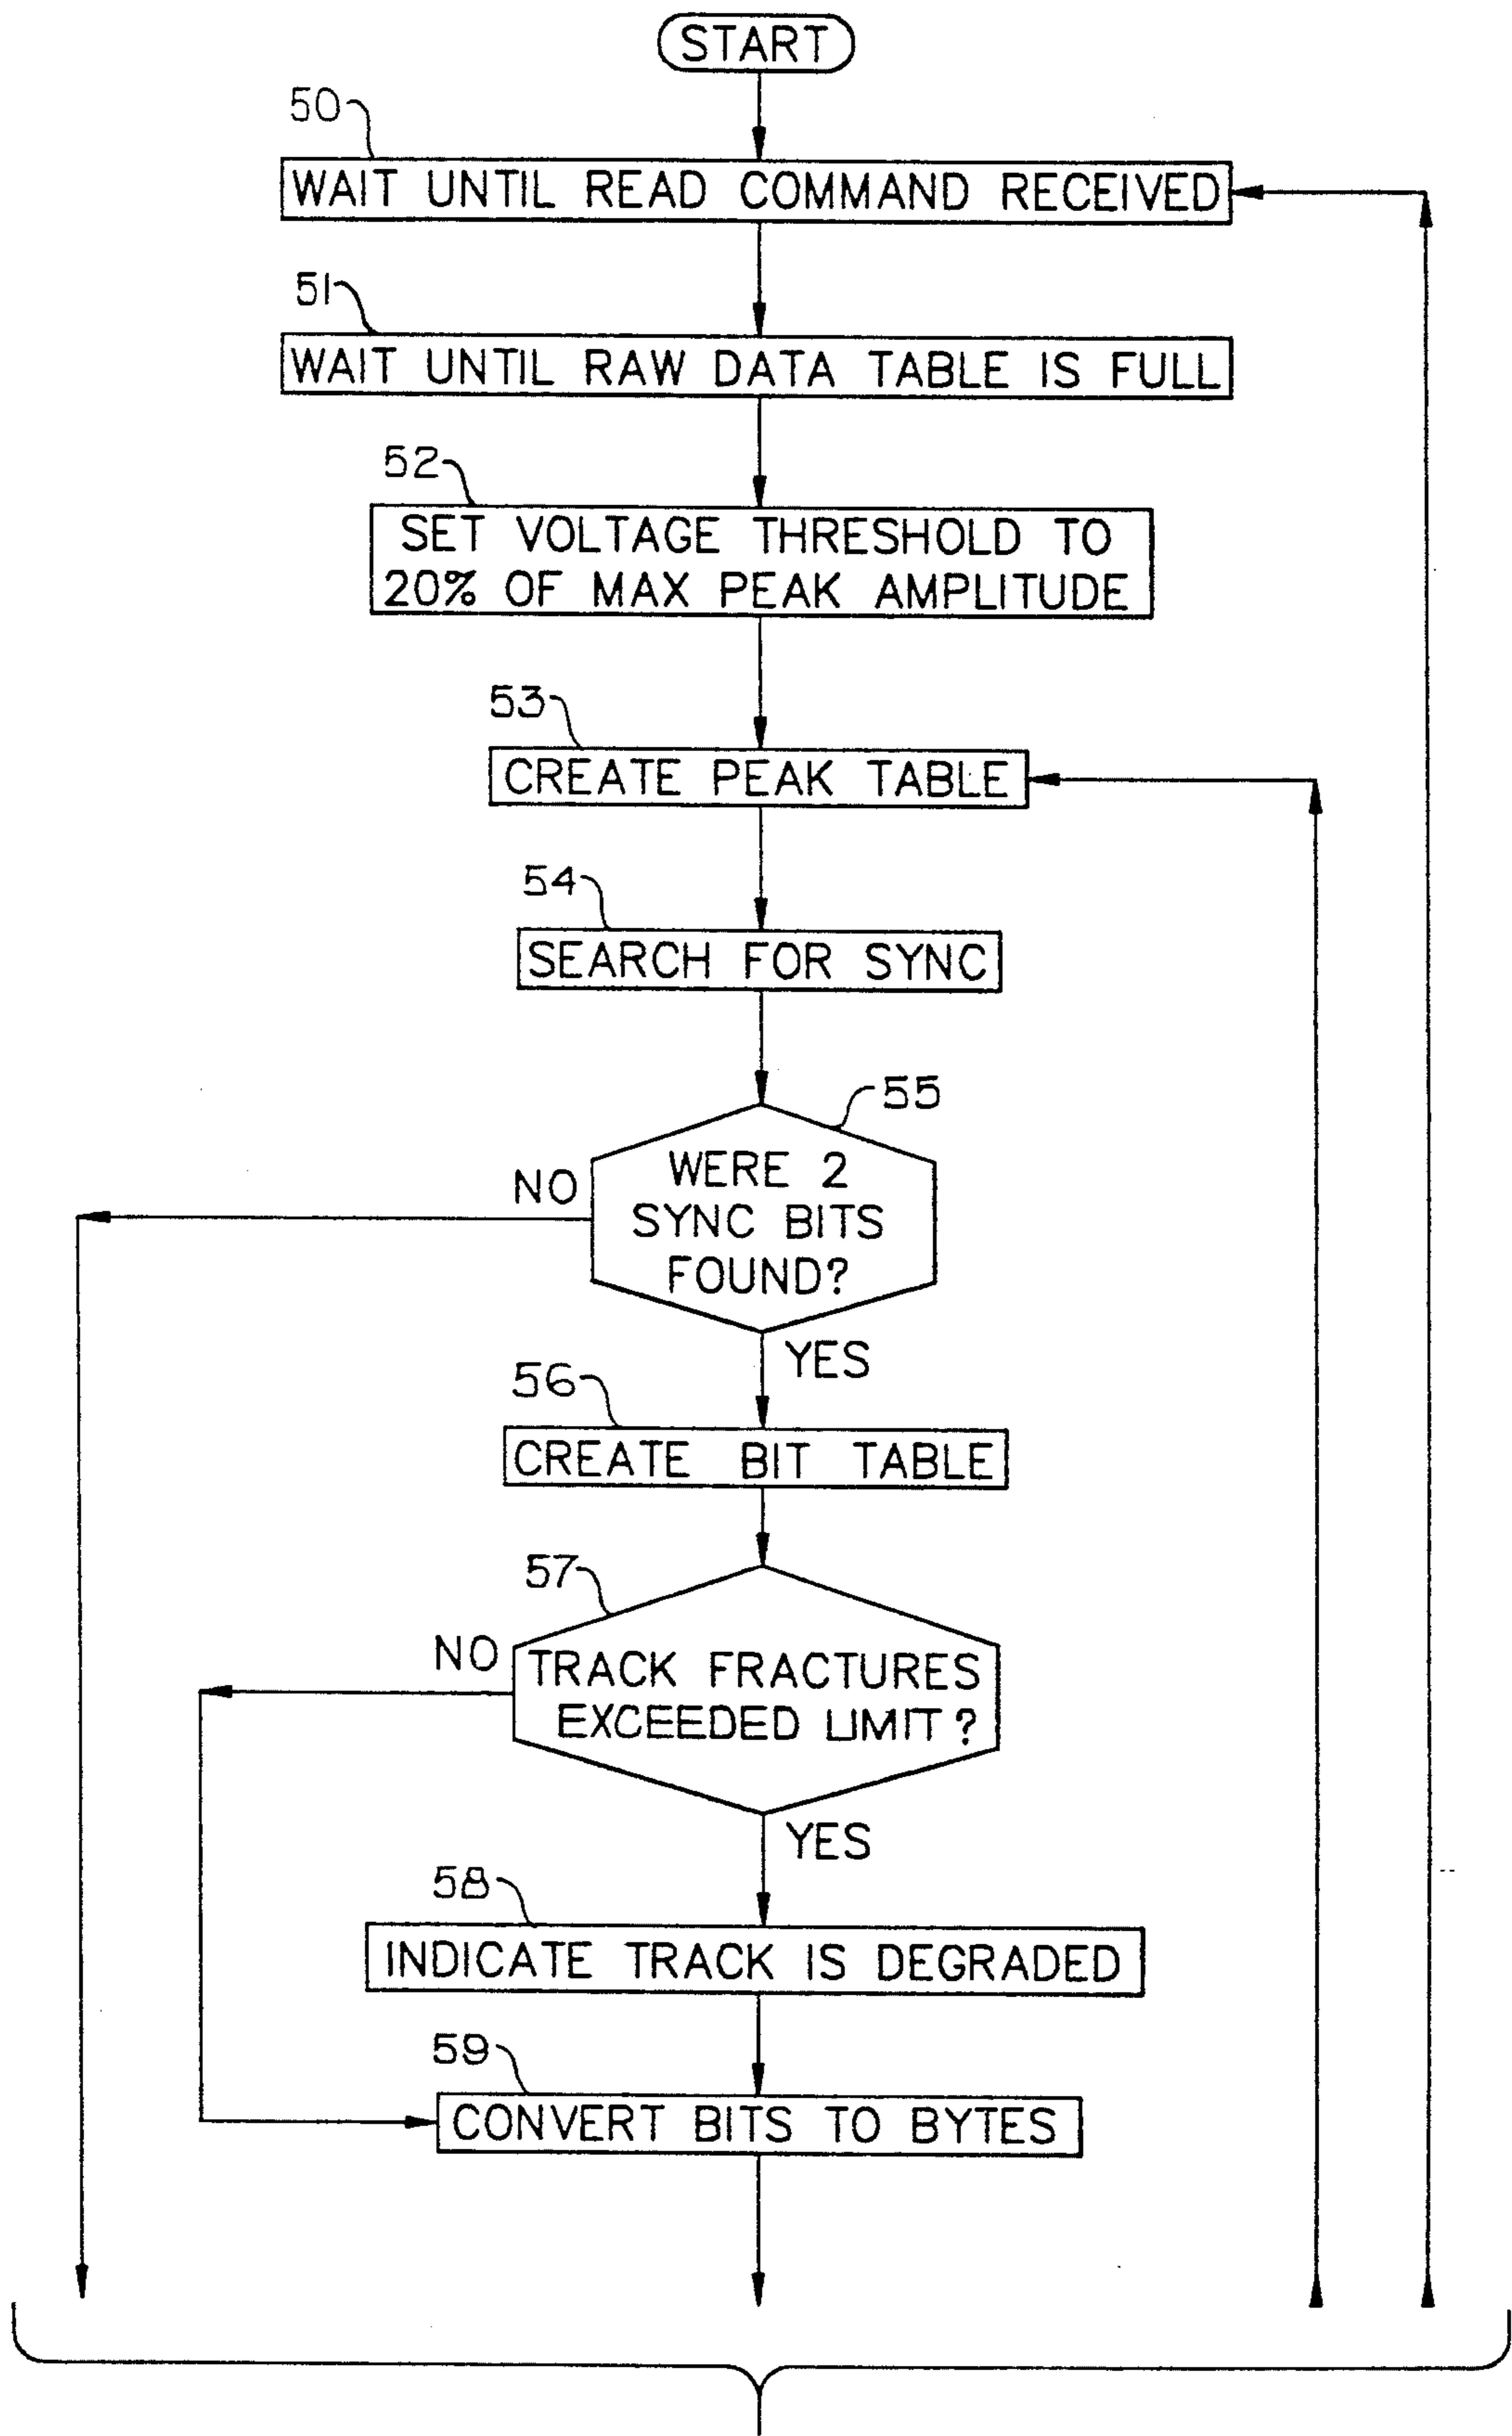 START
50
WAIT UNTIL READ COMMAND RECEIVED
51
WAIT UNTIL RAW DATA TABLE IS FULL
52
SET VOLTAGE THRESHOLD TO
20% OF MAX PEAK AMPLITUDE
53
CREATE PEAK TABLE
54
SEARCH FOR SYNC
55
NO
WERE 2
SYNC BITS
FOUND?
YES
56
CREATE BIT TABLE
57
NO
TRACK FRACTURES
EXCEEDED LIMIT?
YES
58
INDICATE TRACK IS DEGRADED
59
CONVERT BITS TO BYTES